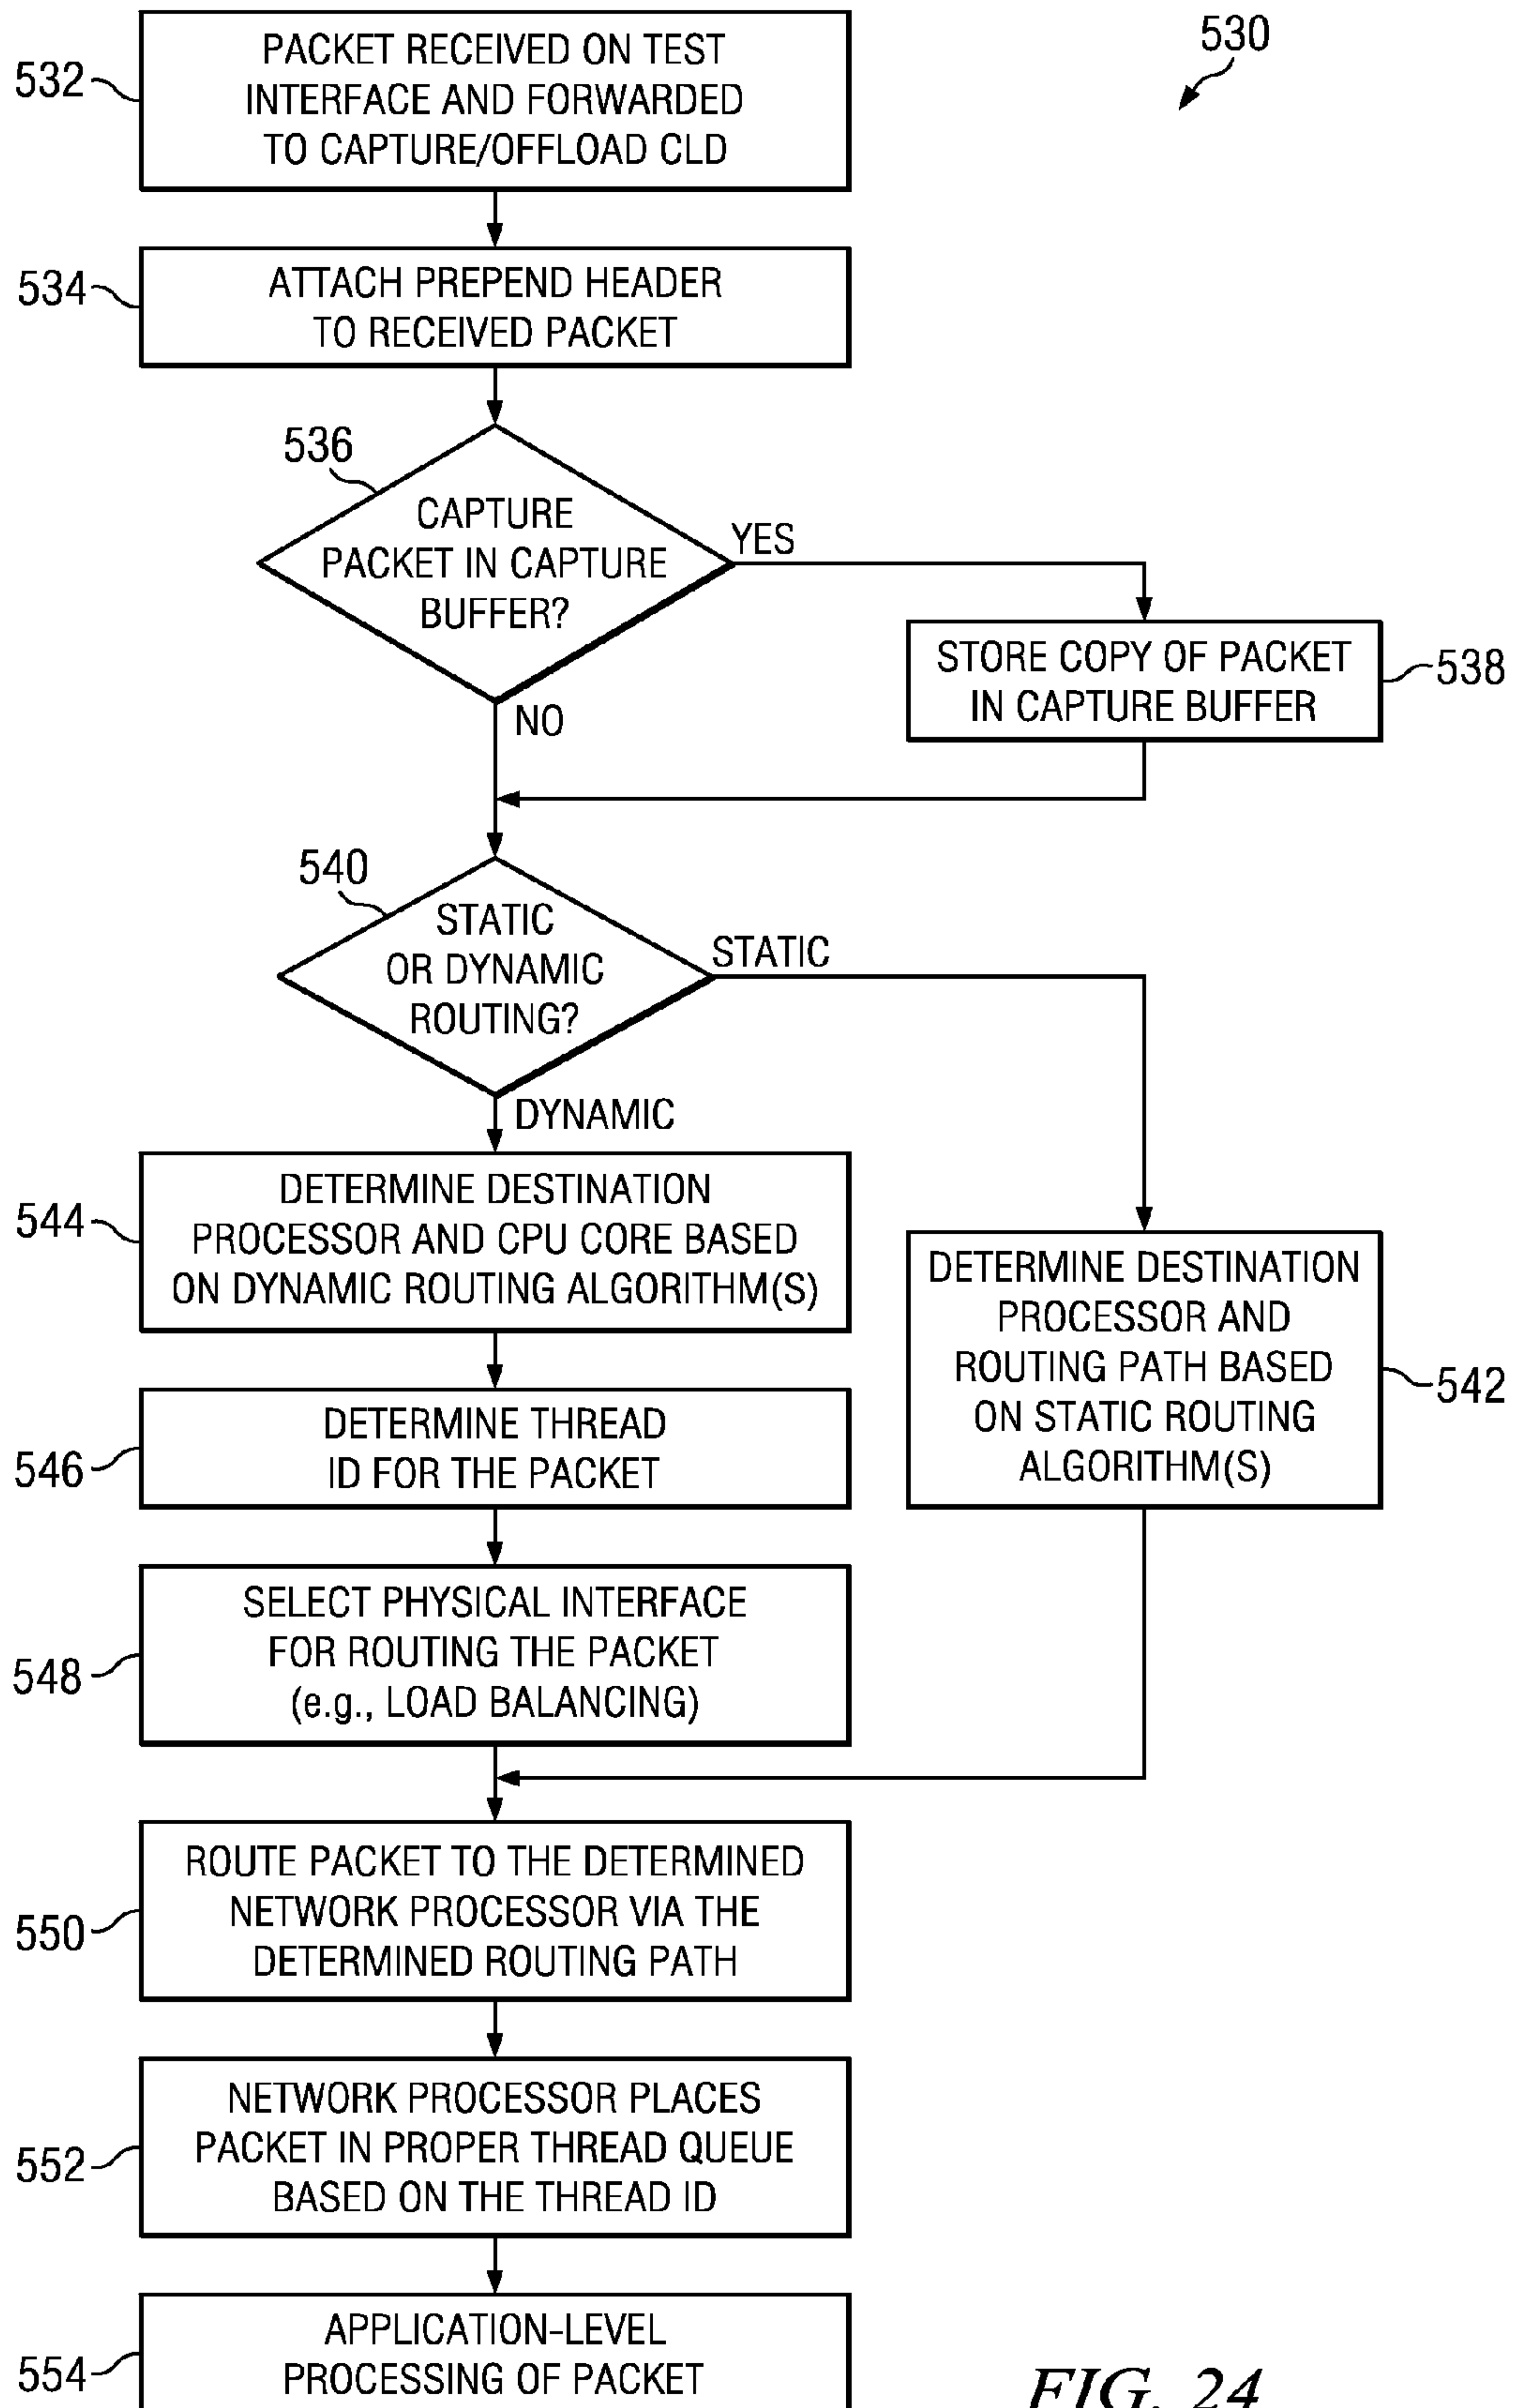 530
532
PACKET RECEIVED ON TEST
INTERFACE AND FORWARDED
TO CAPTURE/OFFLOAD CLD
534
ATTACH PREPEND HEADER
TO RECEIVED PACKET
536
CAPTURE
PACKET IN CAPTURE
BUFFER?
YES
NO
STORE COPY OF PACKET
IN CAPTURE BUFFER
538
540
STATIC
OR DYNAMIC
ROUTING?
STATIC
DYNAMIC
544
DETERMINE DESTINATION
PROCESSOR AND CPU CORE BASED
ON DYNAMIC ROUTING ALGORITHM(S)
DETERMINE DESTINATION
PROCESSOR AND
ROUTING PATH BASED
ON STATIC ROUTING
ALGORITHM(S)
542
546
DETERMINE THREAD
ID FOR THE PACKET
548
SELECT PHYSICAL INTERFACE
FOR ROUTING THE PACKET
(e.g., LOAD BALANCING)
550
ROUTE PACKET TO THE DETERMINED
NETWORK PROCESSOR VIA THE
DETERMINED ROUTING PATH
552
NETWORK PROCESSOR PLACES
PACKET IN PROPER THREAD QUEUE
BASED ON THE THREAD ID
554
APPLICATION-LEVEL
PROCESSING OF PACKET
FIG. 24